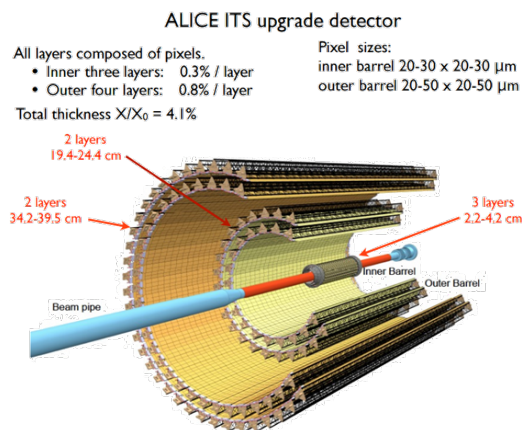 ALICE ITS upgrade detector
All layers composed of pixels.
• Inner three layers: 0.3% / layer
• Outer four layers: 0.8% / layer
Total thickness X/X₀ = 4.1%
Pixel sizes:
inner barrel 20-30 x 20-30 μm
outer barrel 20-50 x 20-50 μm
2 layers
19.4-24.4 cm
2 layers
34.2-39.5 cm
3 layers
2.2-4.2 cm
Inner Barrel
Outer Barrel
Beam pipe